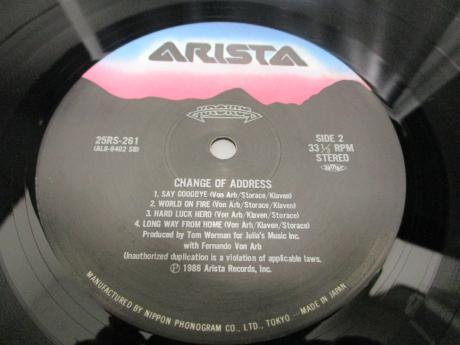 ARISTA
KROKUS
25RS-261
(AL8-8402 SB)
SIDE 2
33 1/3 RPM
STEREO
CHANGE OF ADDRESS
1. SAY GOODBYE (Von Arb/Storace/Klaven)
2. WORLD ON FIRE (Von Arb/Storace/Klaven)
3. HARD LUCK HERO (Von Arb/Klaven/Storace)
4. LONG WAY FROM HOME (Von Arb/Klaven/Storace)
Produced by Tom Werman for Julia's Music Inc.
with Fernando Von Arb
Unauthorized duplication is a violation of applicable laws.
Ⓟ 1986 Arista Records, Inc.
MANUFACTURED BY NIPPON PHONOGRAM CO., LTD., TOKYO - MADE IN JAPAN